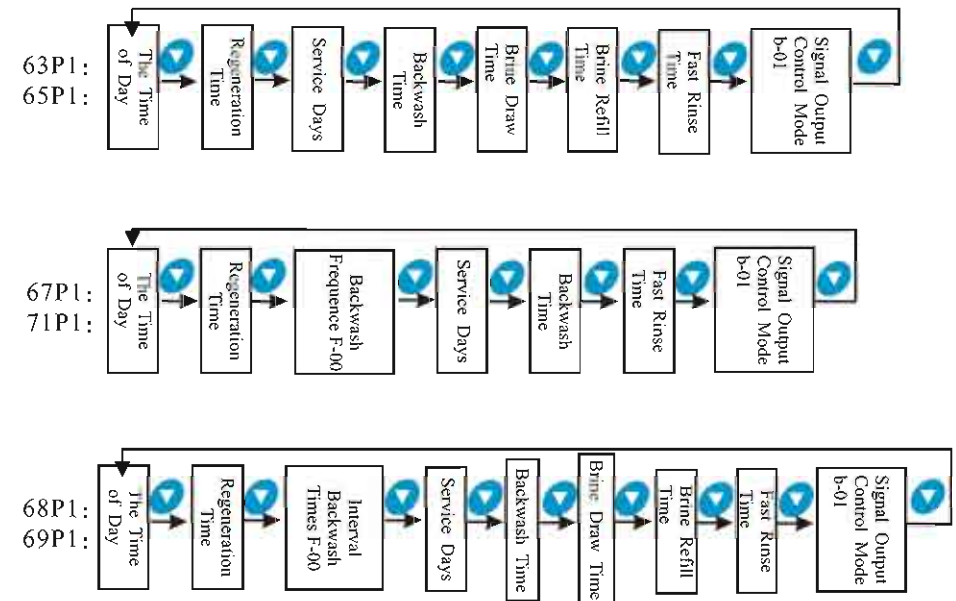 63P1:
65P1:
The Time
of Day
Regeneration
Time
Service Days
Backwash
Time
Brine Draw
Time
Brine Refill
Time
Fast Rinse
Time
Signal Output
Control Mode
b-01
67P1:
71P1:
The Time
of Day
Regeneration
Time
Backwash
Frequence F-00
Service Days
Backwash
Time
Fast Rinse
Time
Signal Output
Control Mode
b-01
68P1:
69P1:
The Time
of Day
Regeneration
Time
Interval
Backwash
Times F-00
Service Days
Backwash Time
Brine Draw Time
Brine Refill
Time
Fast Rinse
Time
Signal Output
Control Mode
b-01